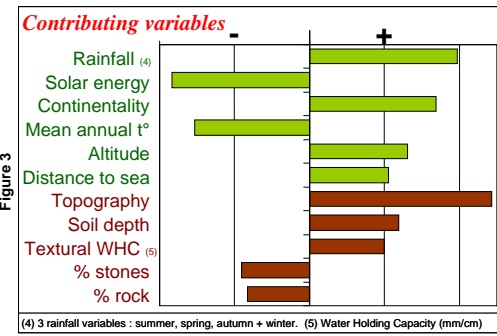 Contributing variables
- +
Rainfall (4)
Solar energy
Continentality
Mean annual t°
Altitude
Distance to sea
Topography
Soil depth
Textural WHC (5)
% stones
% rock
Figure 3
(4) 3 rainfall variables : summer, spring, autumn + winter. (5) Water Holding Capacity (mm/cm)